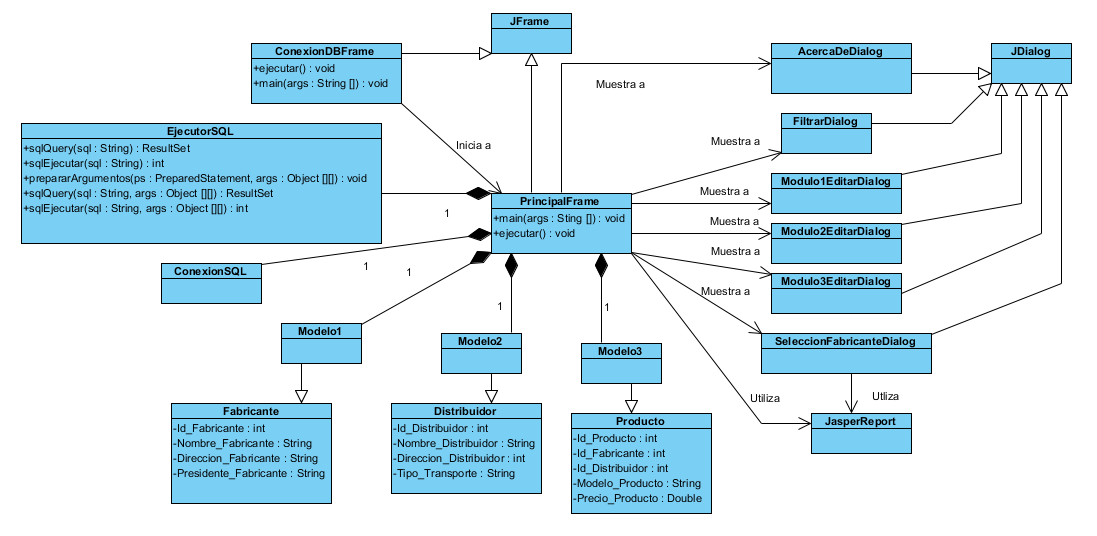 JFrame
ConexionDBFrame
+ejecutar() : void
+main(args : String []) : void
AcercaDeDialog
JDialog
Muestra a
FiltrarDialog
EjecutorSQL
+sqlQuery(sql : String) : ResultSet
+sqlEjecutar(sql : String) : int
+prepararArgumentos(ps : PreparedStatement, args : Object [][]) : void
+sqlQuery(sql : String, args : Object [][]) : ResultSet
+sqlEjecutar(sql : String, args : Object [][]) : int
Inicia a
Muestra a
Modulo1EditarDialog
Muestra a
PrincipalFrame
+main(args : Sting []) : void
+ejecutar() : void
1
Muestra a
Modulo2EditarDialog
Muestra a
ConexionSQL
1
1
Modulo3EditarDialog
Muestra a
1
1
Modelo1
Modelo2
Modelo3
SeleccionFabricanteDialog
Utiliza
Utliza
Fabricante
-Id_Fabricante : int
-Nombre_Fabricante : String
-Direccion_Fabricante : String
-Presidente_Fabricante : String
Distribuidor
-Id_Distribuidor : int
-Nombre_Distribuidor : String
-Direccion_Distribuidor : int
-Tipo_Transporte : String
Producto
-Id_Producto : int
-Id_Fabricante : int
-Id_Distribuidor : int
-Modelo_Producto : String
-Precio_Producto : Double
JasperReport